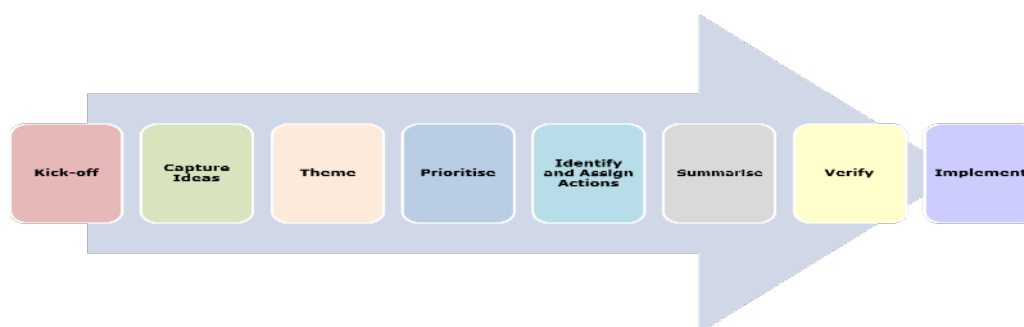 Kick-off
Capture
Ideas
Theme
Prioritise
Identify
and Assign
Actions
Summarise
Verify
Implement